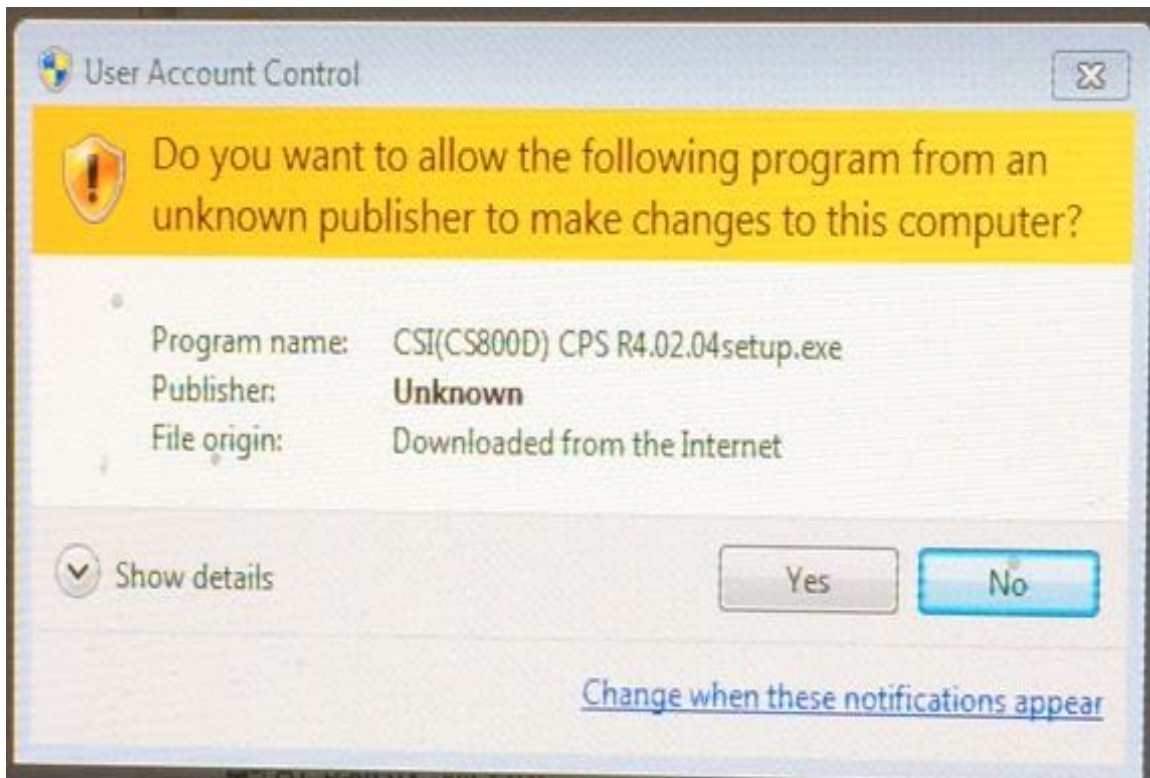 User Account Control
Do you want to allow the following program from an
unknown publisher to make changes to this computer?
Program name: CSI(CS800D) CPS R4.02.04setup.exe
Publisher: Unknown
File origin: Downloaded from the Internet
Show details
Yes
No
Change when these notifications appear